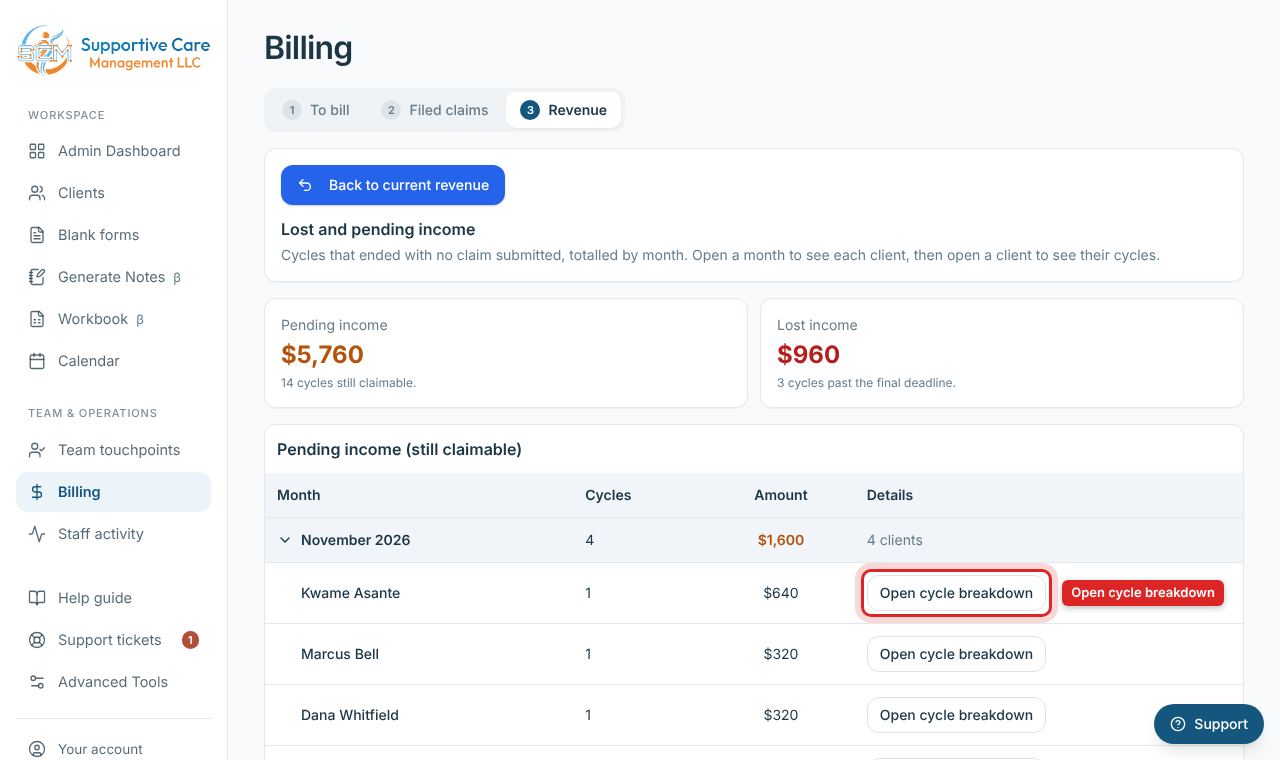 SCM
Supportive Care
Management LLC
WORKSPACE
Admin Dashboard
Clients
Blank forms
Generate Notes β
Workbook β
Calendar
TEAM & OPERATIONS
Team touchpoints
Billing
Staff activity
Help guide
Support tickets 1
Advanced Tools
Your account
Billing
1 To bill 2 Filed claims 3 Revenue
Back to current revenue
Lost and pending income
Cycles that ended with no claim submitted, totalled by month. Open a month to see each client, then open a client to see their cycles.
Pending income
$5,760
14 cycles still claimable.
Lost income
$960
3 cycles past the final deadline.
Pending income (still claimable)
Month Cycles Amount Details
November 2026 4 $1,600 4 clients
Kwame Asante 1 $640 Open cycle breakdown Open cycle breakdown
Marcus Bell 1 $320 Open cycle breakdown
Dana Whitfield 1 $320 Open cycle breakdown
Support